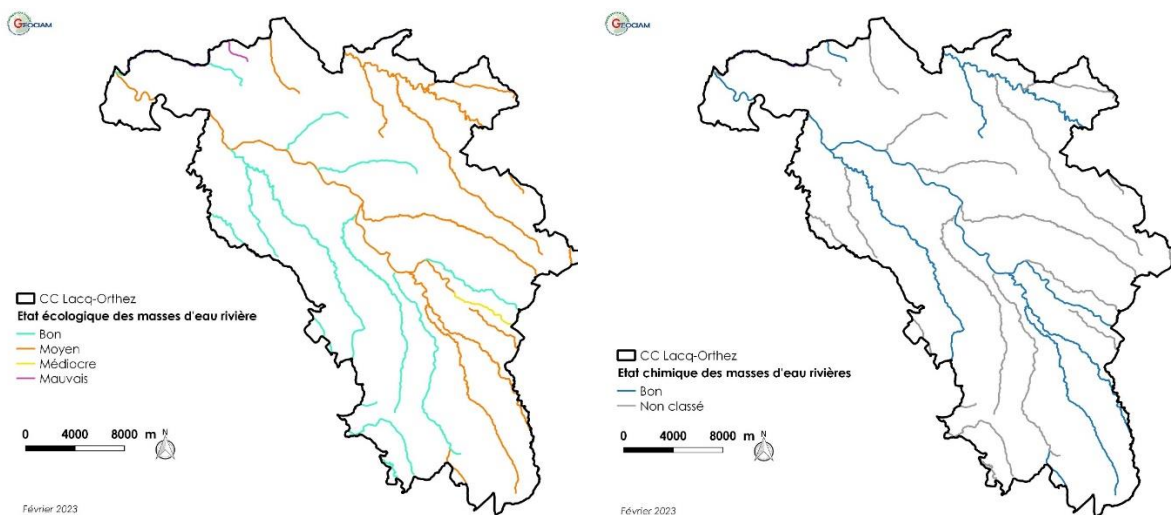 GEOCIAM
CC Lacq-Orthez
Etat écologique des masses d'eau rivière
Bon
Moyen
Médiocre
Mauvais
0 4000 8000 m
N
Février 2023
GEOCIAM
CC Lacq-Orthez
Etat chimique des masses d'eau rivières
Bon
Non classé
0 4000 8000 m
N
Février 2023